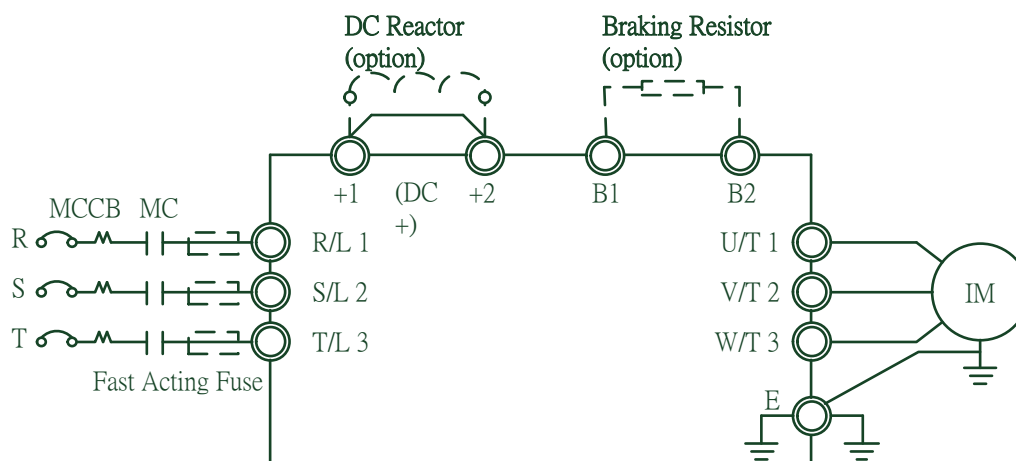 DC Reactor
(option)
Braking Resistor
(option)
+1
(DC
+)
+2
B1
B2
MCCB
MC
R
R/L 1
U/T 1
S
S/L 2
V/T 2
IM
T
T/L 3
W/T 3
Fast Acting Fuse
E